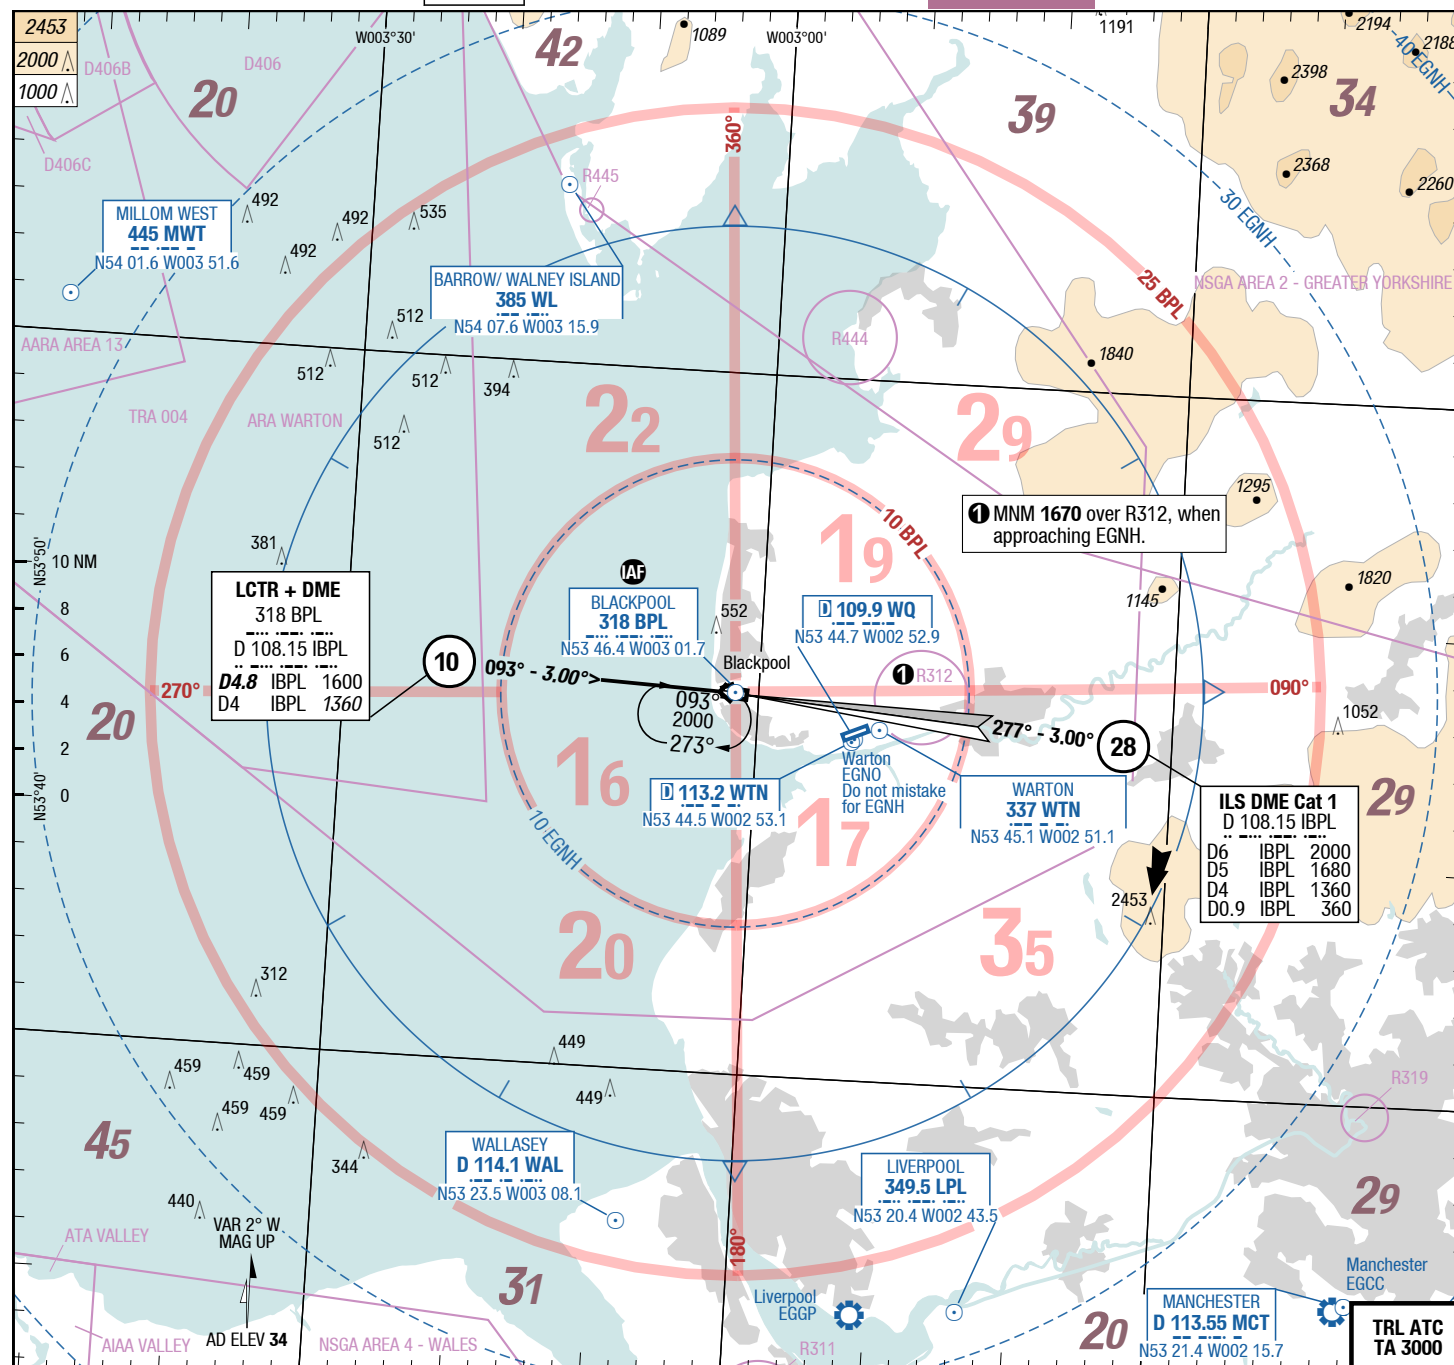 2453
2000
1000
D406B
D406
D406C
20
42
1089
W003°30'
W003°00'
1191
2194
2188
40 EGNH
2398
34
39
2368
2260
360°
R445
30 EGNH
MILLOM WEST
445 MWT
N54 01.6 W003 51.6
492
492
492
535
BARROW/ WALNEY ISLAND
385 WL
N54 07.6 W003 15.9
25 BPL
NSGA AREA 2 - GREATER YORKSHIRE
AARA AREA 13
512
512
512
394
512
R444
1840
TRA 004
ARA WARTON
22
29
1295
10 BPL
1 MNM 1670 over R312, when
approaching EGNH.
N53°50'
10 NM
8
6
4
2
0
N53°40'
381
19
1820
1145
LCTR + DME
318 BPL
D 108.15 IBPL
D4.8 IBPL 1600
D4 IBPL 1360
IAF
BLACKPOOL
318 BPL
N53 46.4 W003 01.7
552
D 109.9 WQ
N53 44.7 W002 52.9
Blackpool
10
093° - 3.00°>
093°
2000
273°
1 R312
270°
090°
20
277° - 3.00°
28
1052
16
D 113.2 WTN
N53 44.5 W002 53.1
Warton
EGNO
Do not mistake
for EGNH
WARTON
337 WTN
N53 45.1 W002 51.1
29
ILS DME Cat 1
D 108.15 IBPL
D6 IBPL 2000
D5 IBPL 1680
D4 IBPL 1360
D0.9 IBPL 360
10 EGNH
17
2453
20
35
312
449
449
459
459
459
459
344
440
45
R319
WALLASEY
D 114.1 WAL
N53 23.5 W003 08.1
LIVERPOOL
349.5 LPL
N53 20.4 W002 43.5
29
180°
VAR 2° W
MAG UP
ATA VALLEY
AIAA VALLEY
AD ELEV 34
NSGA AREA 4 - WALES
31
Liverpool
EGGP
R311
20
Manchester
EGCC
MANCHESTER
D 113.55 MCT
N53 21.4 W002 15.7
TRL ATC
TA 3000